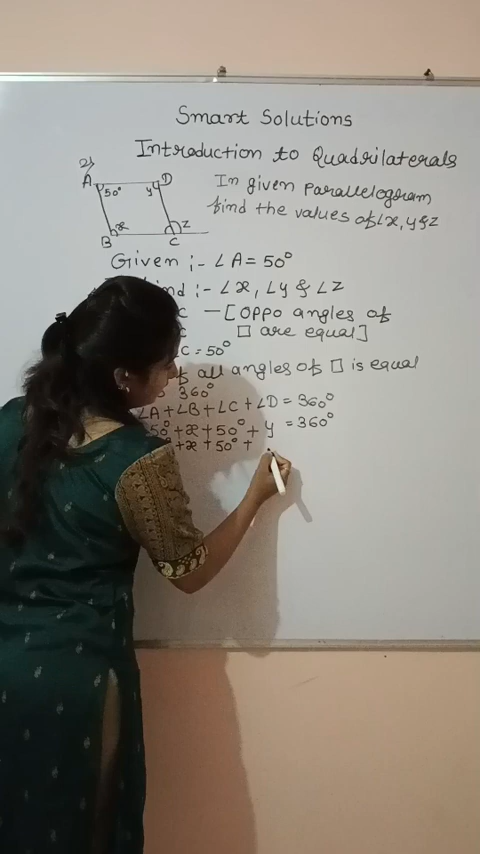 Smart Solutions
Introduction to Quadrilaterals
2)
A D
50° y
x z
B C
In given parallelogram
find the values of ∠x, y & z
Given :- ∠A = 50°
find :- ∠x, ∠y & ∠z
C - [oppo angles of
C □ are equal]
∠C = 50°
of all angles of □ is equal
360°
∠A + ∠B + ∠C + ∠D = 360°
50° + x + 50° + y = 360°
+ x + 50° +